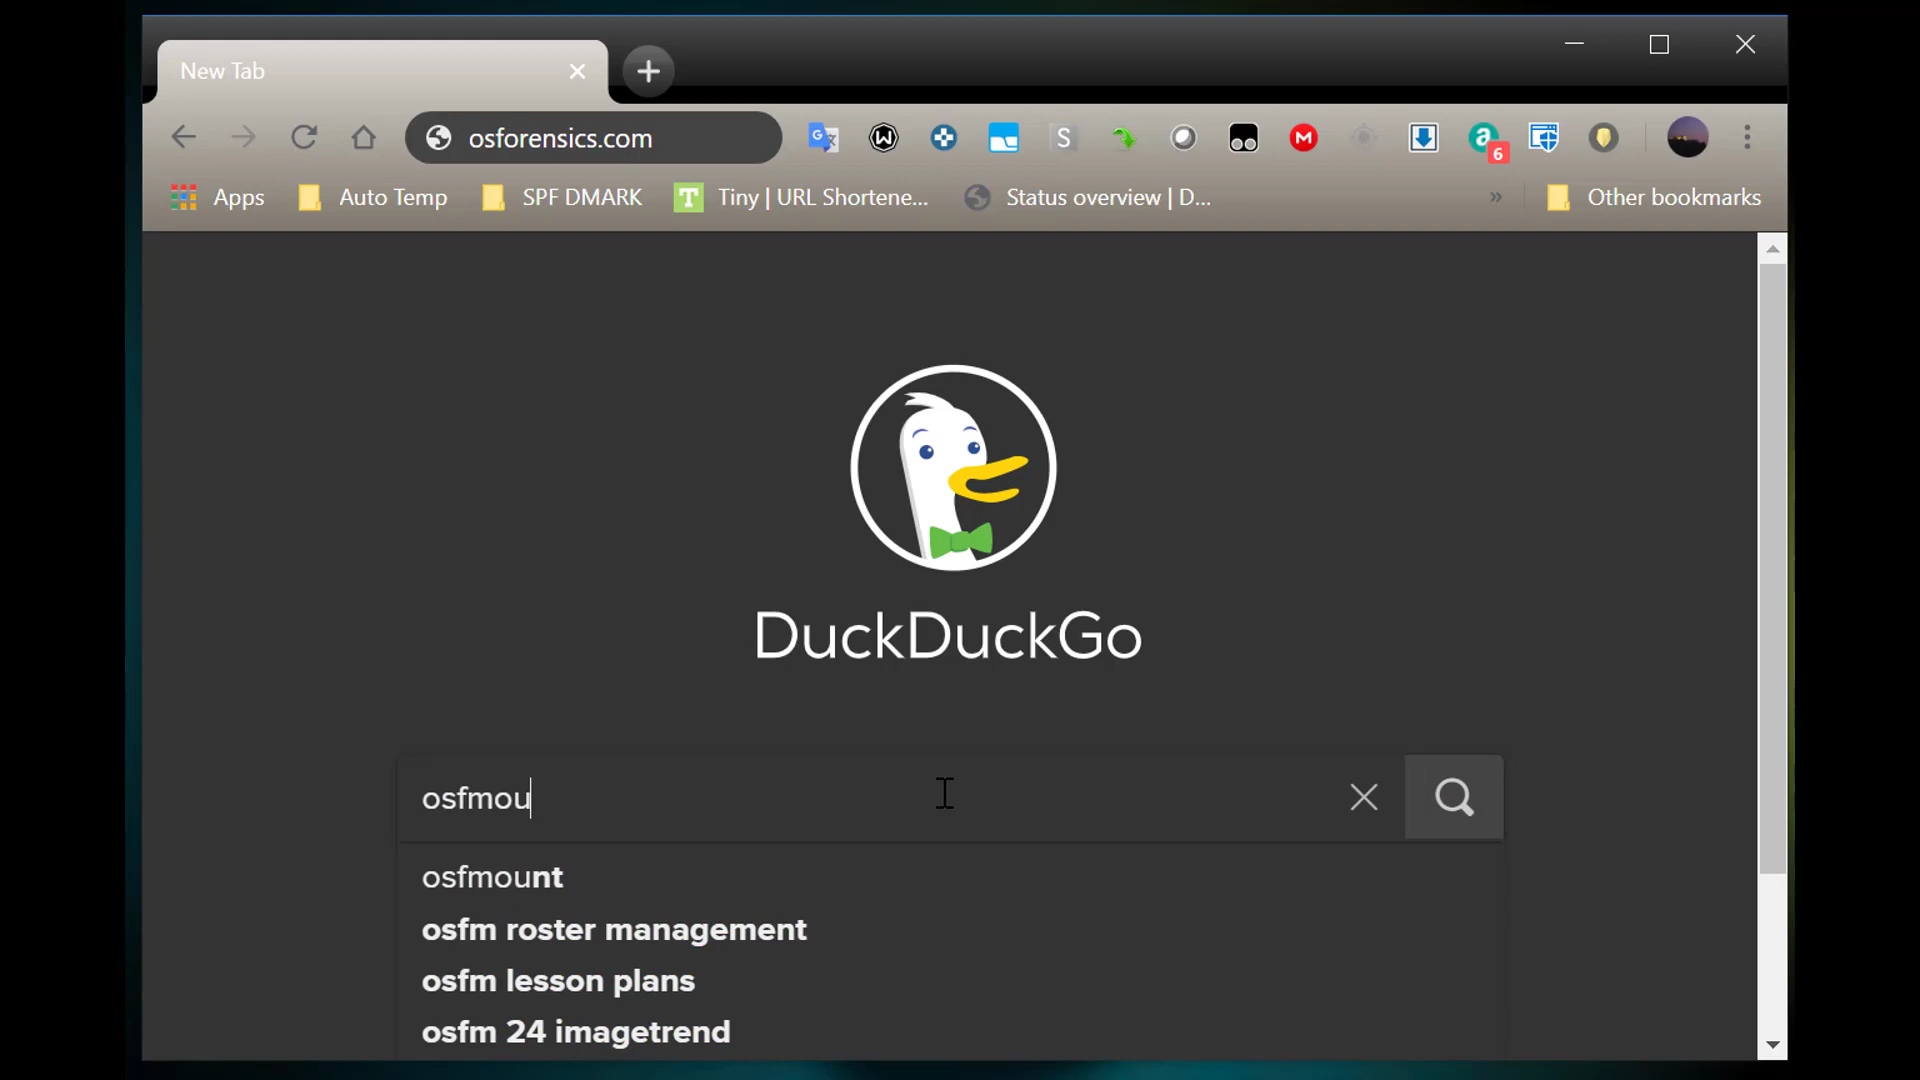 New Tab
osforensics.com
6
Apps
Auto Temp
SPF DMARK
Tiny | URL Shortene...
Status overview | D...
»
Other bookmarks
DuckDuckGo
osfmou
osfmount
osfm roster management
osfm lesson plans
osfm 24 imagetrend